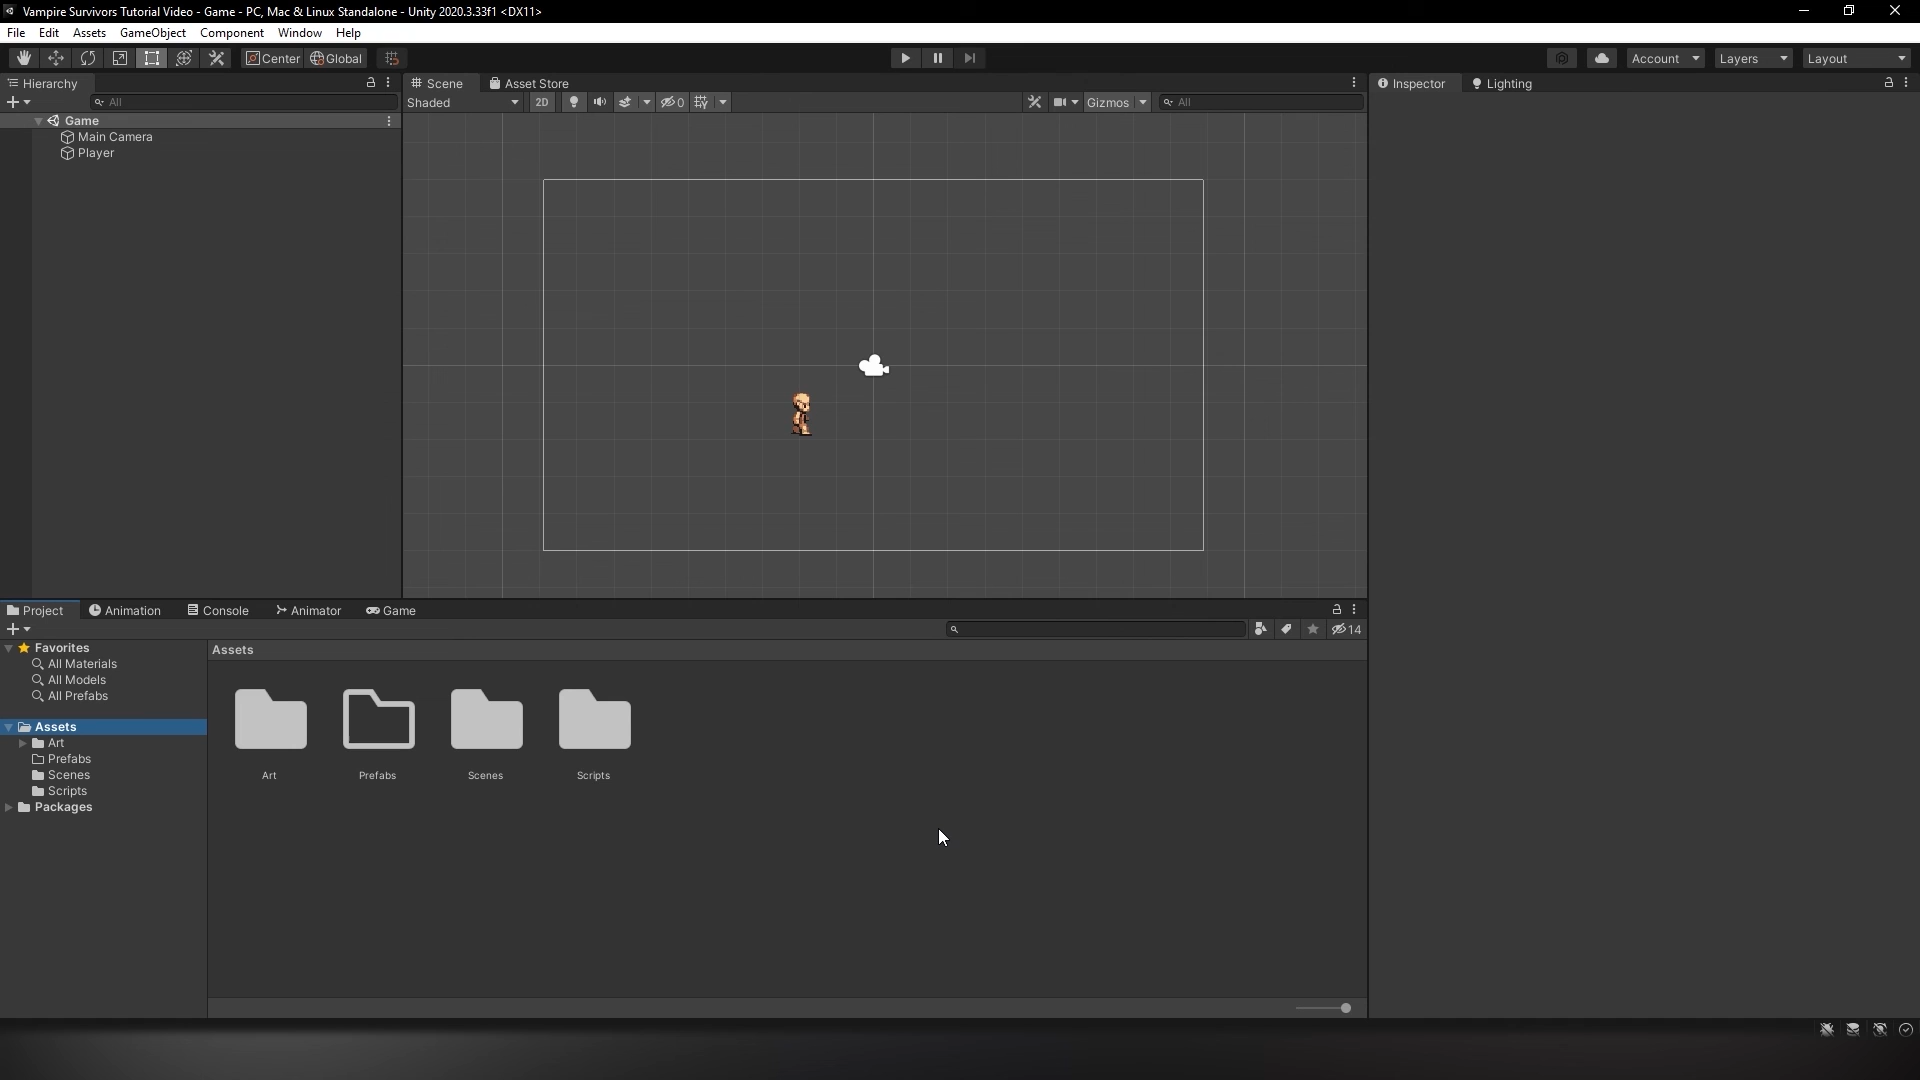 Vampire Survivors Tutorial Video - Game - PC, Mac & Linux Standalone - Unity 2020.3.33f1 <DX11>
File Edit Assets GameObject Component Window Help
Center Global Account Layers Layout
Hierarchy Scene Asset Store Inspector Lighting
All Shaded 2D 0 Gizmos All
Game
Main Camera
Player
Project Animation Console Animator Game
14
Favorites
All Materials
All Models
All Prefabs
Assets
Art
Prefabs
Scenes
Scripts
Packages
Assets
Art Prefabs Scenes Scripts